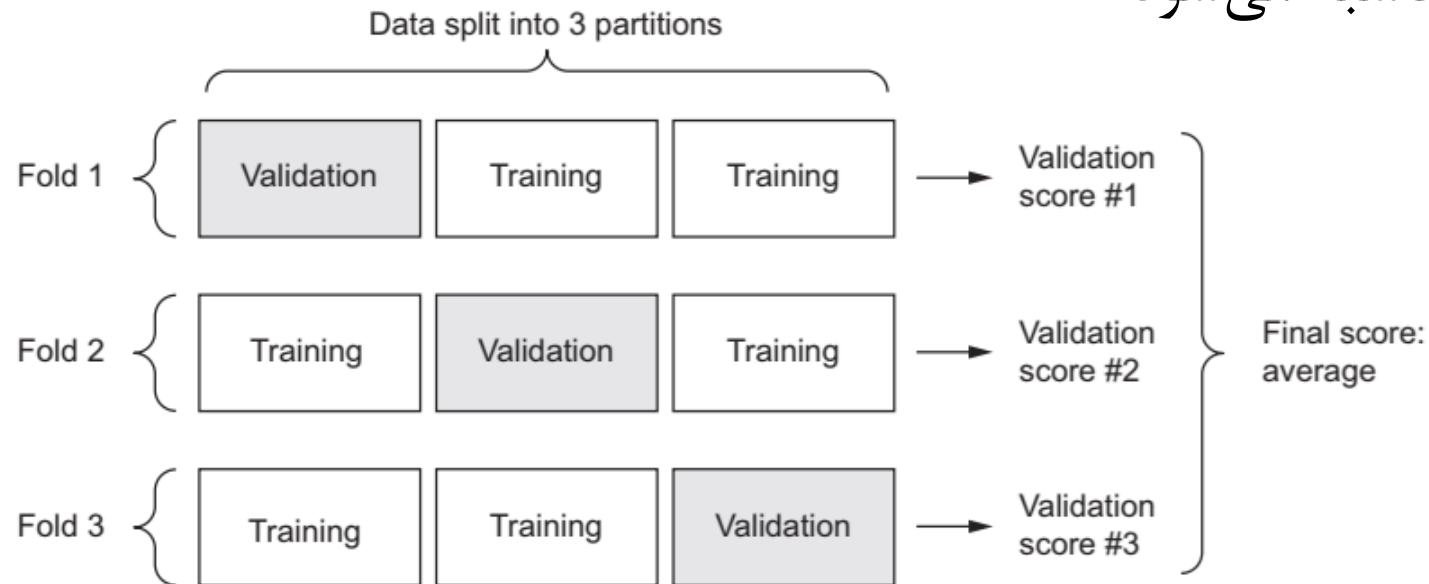 Data split into 3 partitions
Fold 1
Validation
Training
Training
Validation
score #1
Fold 2
Training
Validation
Training
Validation
score #2
Final score:
average
Fold 3
Training
Training
Validation
Validation
score #3